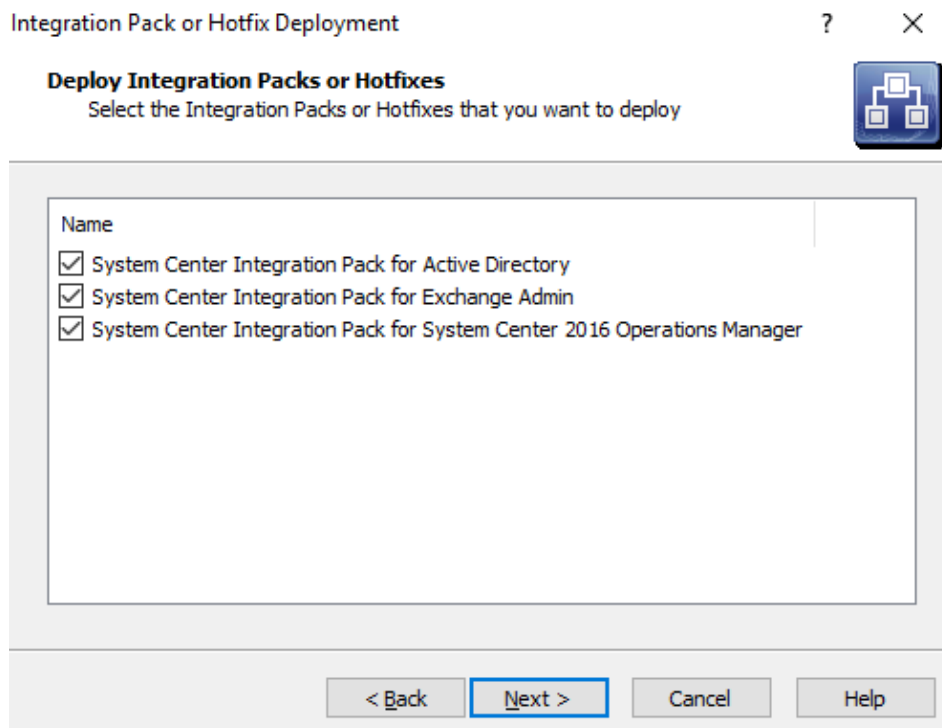 Integration Pack or Hotfix Deployment ?
Deploy Integration Packs or Hotfixes
Select the Integration Packs or Hotfixes that you want to deploy
Name
System Center Integration Pack for Active Directory
System Center Integration Pack for Exchange Admin
System Center Integration Pack for System Center 2016 Operations Manager
< Back Next > Cancel Help